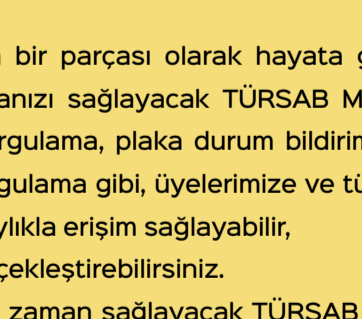 bir parçası olarak hayata
anızı sağlayacak TÜRSAB M
rgulama, plaka durum bildirin
gulama gibi, üyelerimize ve tü
ylıkla erişim sağlayabilir,
çekleştirebilirsiniz.
zaman sağlayacak TÜRSAB